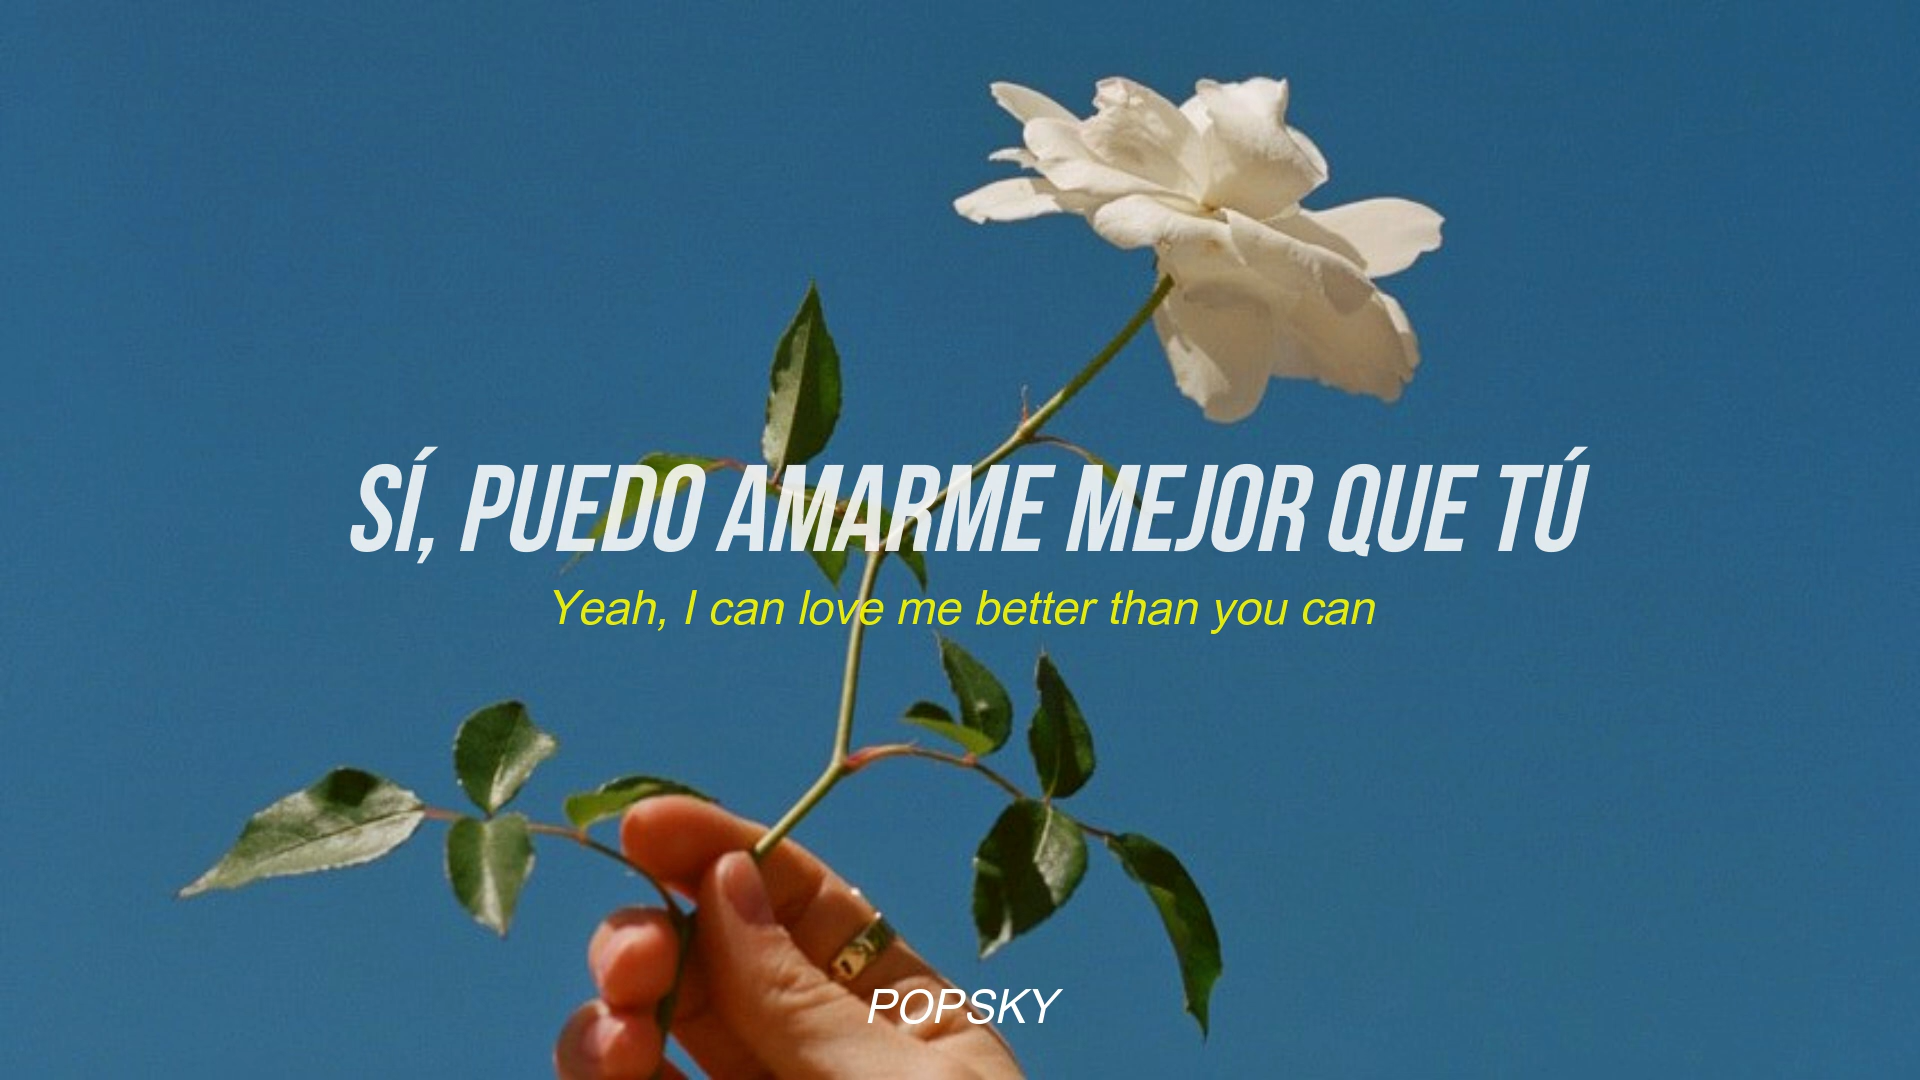 SÍ, PUEDO AMARME MEJOR QUE TÚ
Yeah, I can love me better than you can
POPSKY